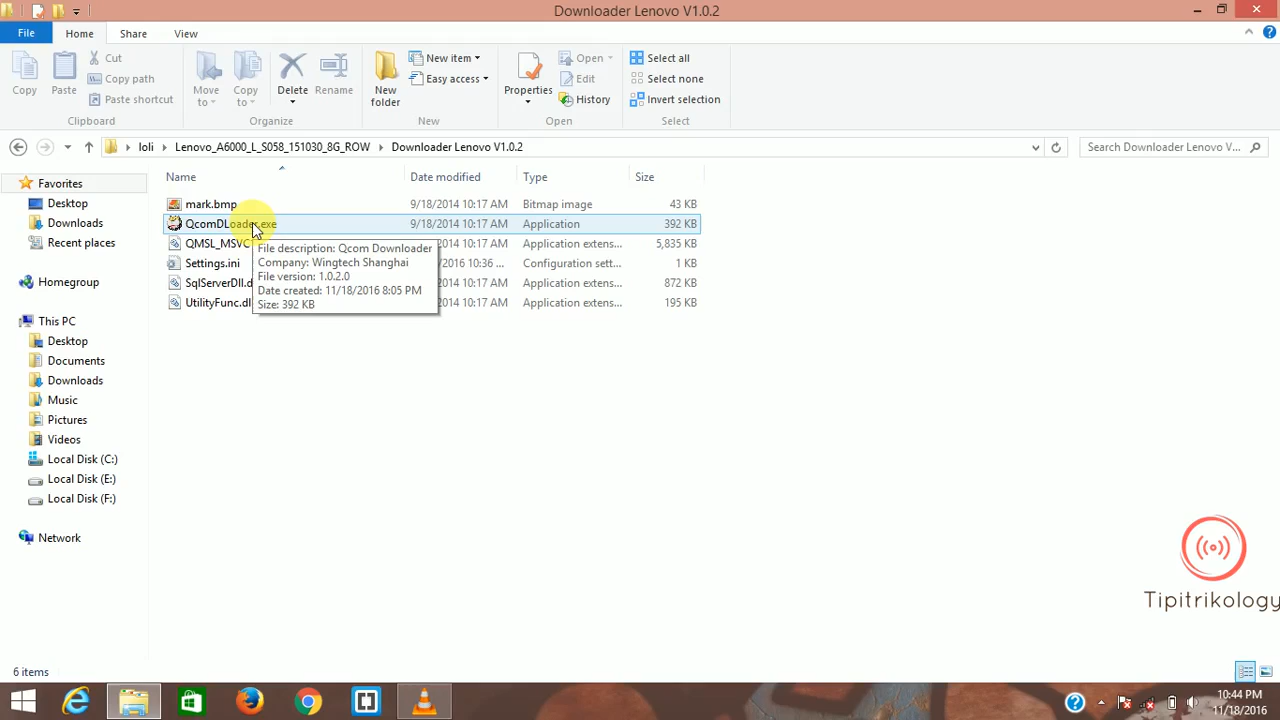 Downloader Lenovo V1.0.2
File
Home
Share
View
Copy
Paste
Cut
Copy path
Paste shortcut
Clipboard
Move to
Copy to
Delete
Rename
Organize
New folder
New item
Easy access
New
Properties
Open
Edit
History
Open
Select all
Select none
Invert selection
Select
loli
Lenovo_A6000_L_S058_151030_8G_ROW
Downloader Lenovo V1.0.2
Search Downloader Lenovo V...
Favorites
Desktop
Downloads
Recent places
Homegroup
This PC
Desktop
Documents
Downloads
Music
Pictures
Videos
Local Disk (C:)
Local Disk (E:)
Local Disk (F:)
Network
Name Date modified Type Size
mark.bmp 9/18/2014 10:17 AM Bitmap image 43 KB
QcomDLoader.exe 9/18/2014 10:17 AM Application 392 KB
QMSL_MSVC 2014 10:17 AM Application extens... 5,835 KB
Settings.ini 2016 10:36 ... Configuration sett... 1 KB
SqlServerDll.d 2014 10:17 AM Application extens... 872 KB
UtilityFunc.dl 2014 10:17 AM Application extens... 195 KB
File description: Qcom Downloader
Company: Wingtech Shanghai
File version: 1.0.2.0
Date created: 11/18/2016 8:05 PM
Size: 392 KB
Tipitrikology
6 items
10:44 PM
11/18/2016